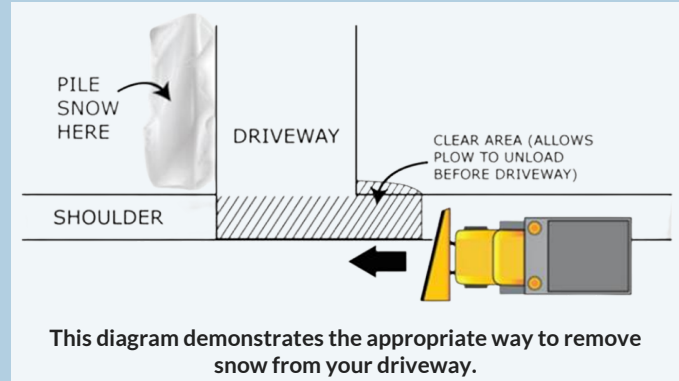 PILE
SNOW
HERE
DRIVEWAY
CLEAR AREA (ALLOWS
PLOW TO UNLOAD
BEFORE DRIVEWAY)
SHOULDER
This diagram demonstrates the appropriate way to remove
snow from your driveway.